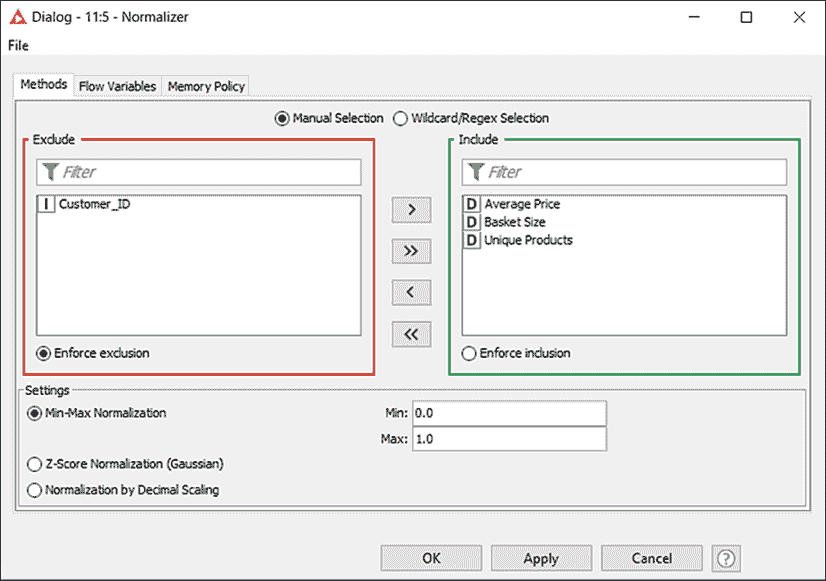 Dialog - 11:5 - Normalizer
File
Methods Flow Variables Memory Policy
Manual Selection Wildcard/Regex Selection
Exclude Include
Filter Filter
I Customer_ID D Average Price
D Basket Size
D Unique Products
>
>>
<
<<
Enforce exclusion Enforce inclusion
Settings
Min-Max Normalization Min: 0.0
Max: 1.0
Z-Score Normalization (Gaussian)
Normalization by Decimal Scaling
OK Apply Cancel ?